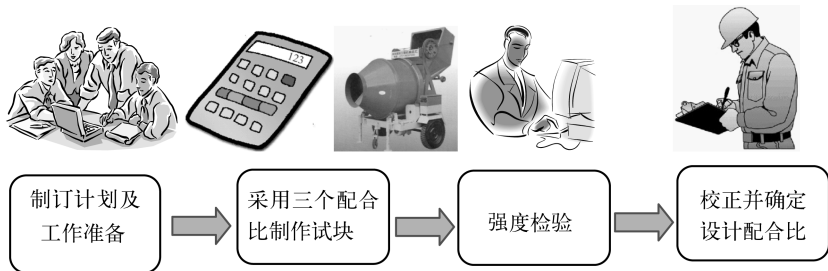 123
制订计划及
工作准备
采用三个配合
比制作试块
强度检验
校正并确定
设计配合比